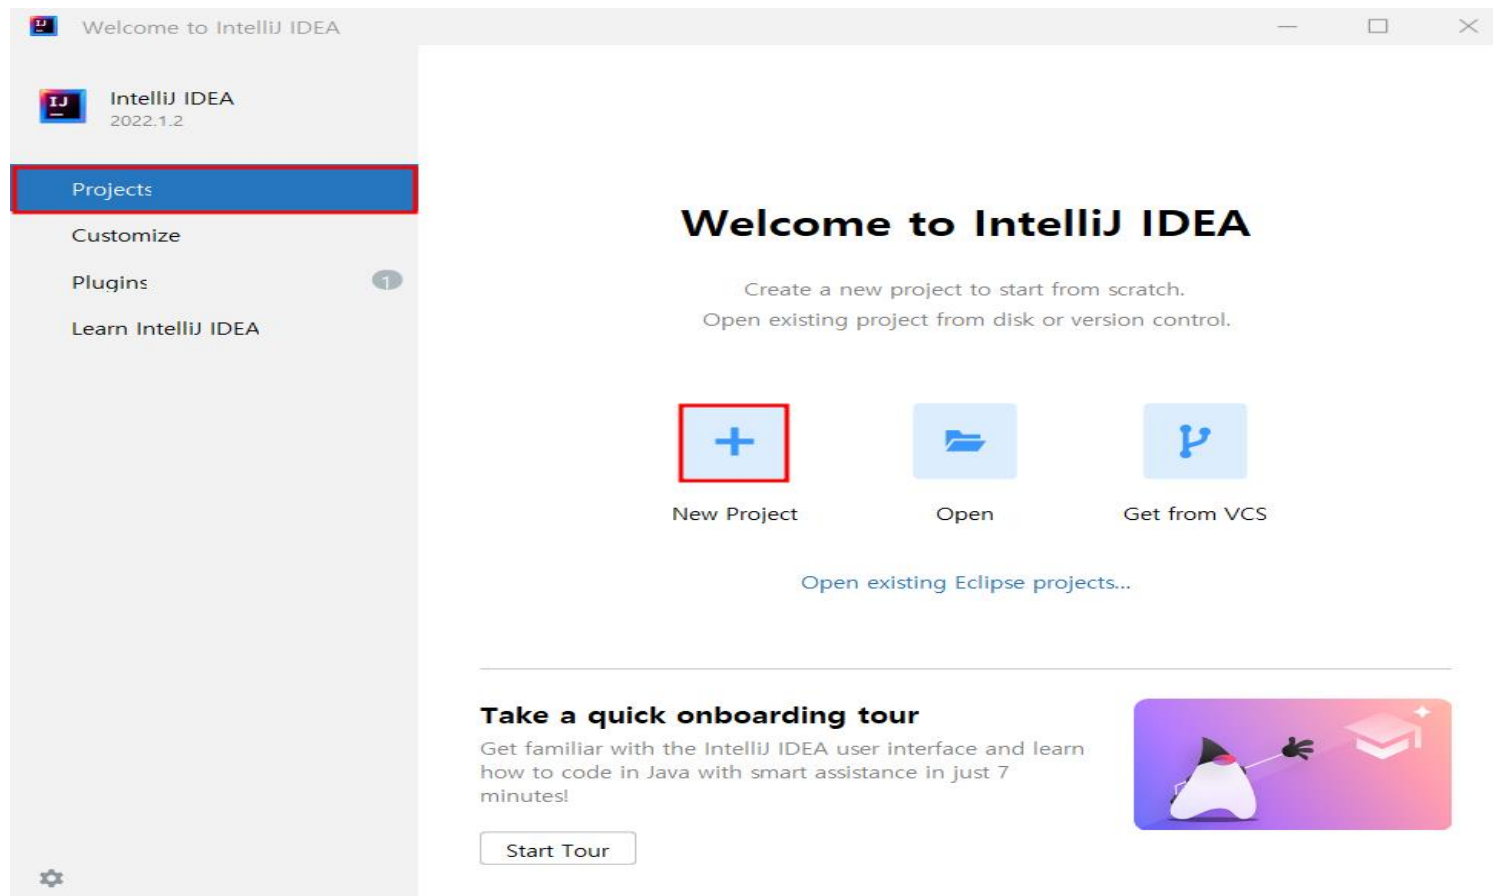 Welcome to IntelliJ IDEA
IJ
IntelliJ IDEA
2022.1.2
Projects
Customize
Plugins 1
Learn IntelliJ IDEA
Welcome to IntelliJ IDEA
Create a new project to start from scratch.
Open existing project from disk or version control.
New Project Open Get from VCS
Open existing Eclipse projects...
Take a quick onboarding tour
Get familiar with the IntelliJ IDEA user interface and learn
how to code in Java with smart assistance in just 7
minutes!
Start Tour